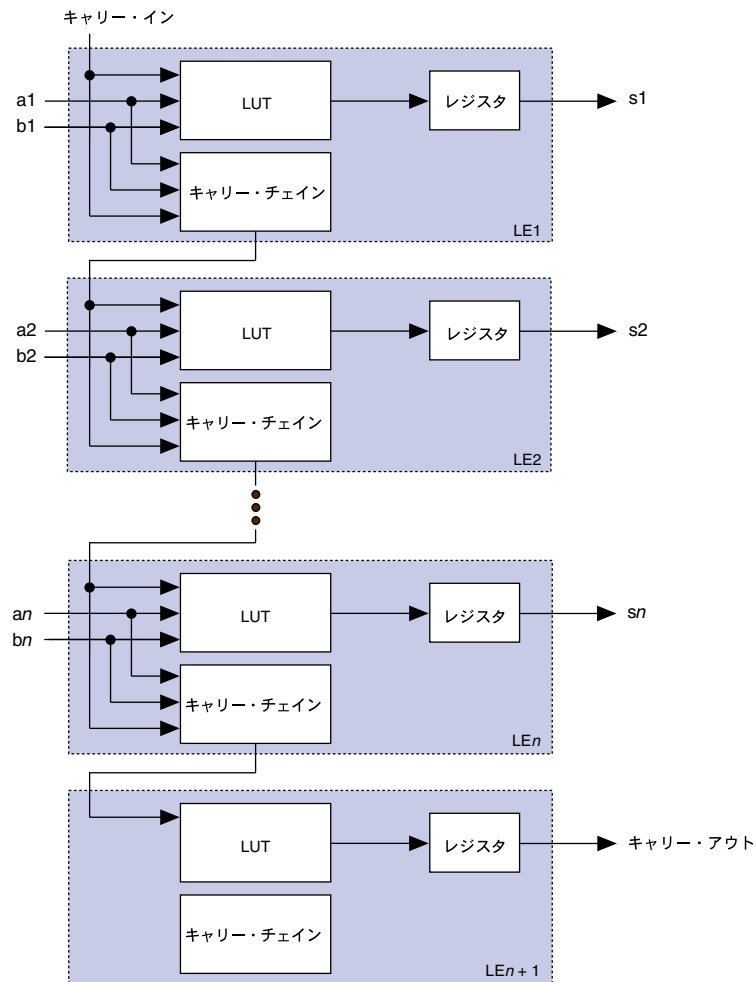 キャリー・イン
a1
b1
LUT
レジスタ
s1
キャリー・チェイン
LE1
a2
b2
LUT
レジスタ
s2
キャリー・チェイン
LE2
an
bn
LUT
レジスタ
sn
キャリー・チェイン
LEn
LUT
レジスタ
キャリー・アウト
キャリー・チェイン
LEn + 1